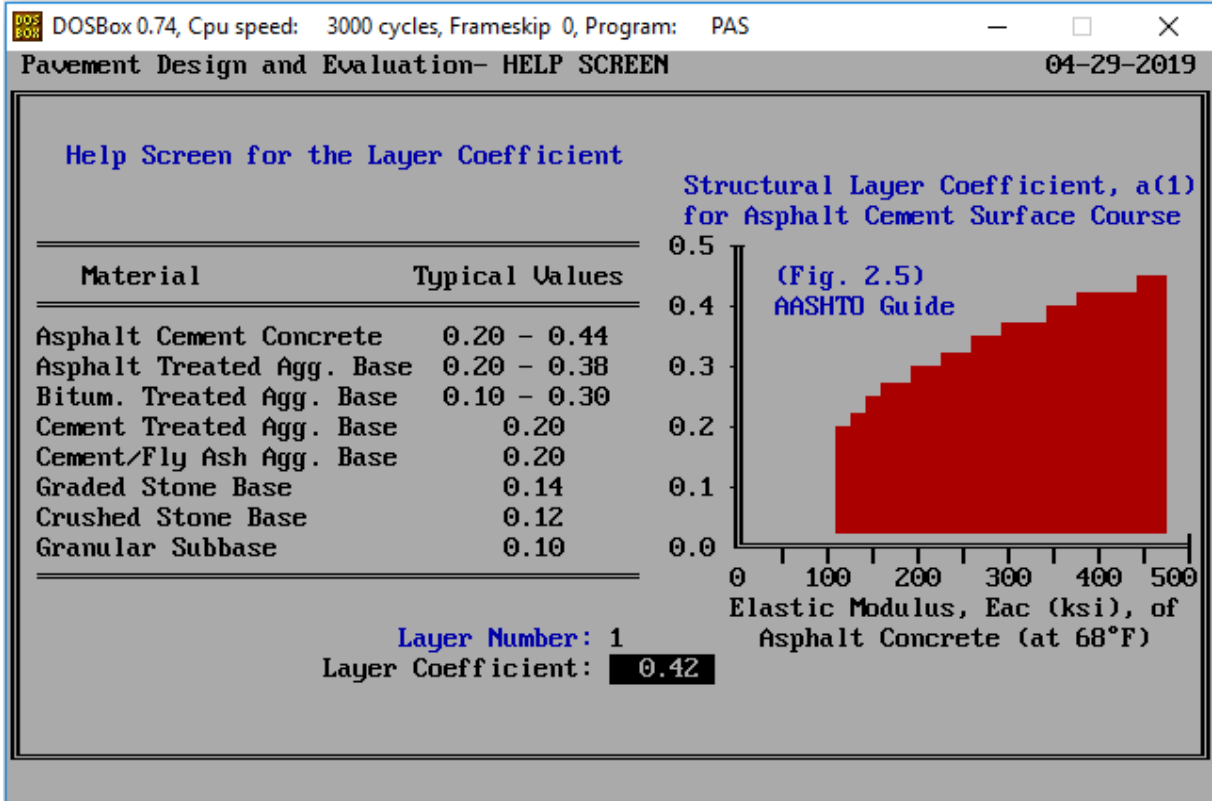 DOS BOX DOSBox 0.74, Cpu speed: 3000 cycles, Frameskip 0, Program: PAS
Pavement Design and Evaluation- HELP SCREEN 04-29-2019
Help Screen for the Layer Coefficient
Structural Layer Coefficient, a(1)
for Asphalt Cement Surface Course
Material Typical Values
Asphalt Cement Concrete 0.20 - 0.44
Asphalt Treated Agg. Base 0.20 - 0.38
Bitum. Treated Agg. Base 0.10 - 0.30
Cement Treated Agg. Base 0.20
Cement/Fly Ash Agg. Base 0.20
Graded Stone Base 0.14
Crushed Stone Base 0.12
Granular Subbase 0.10
0.5
(Fig. 2.5)
0.4 AASHTO Guide
0.3
0.2
0.1
0.0
0 100 200 300 400 500
Elastic Modulus, Eac (ksi), of
Asphalt Concrete (at 68°F)
Layer Number: 1
Layer Coefficient: 0.42